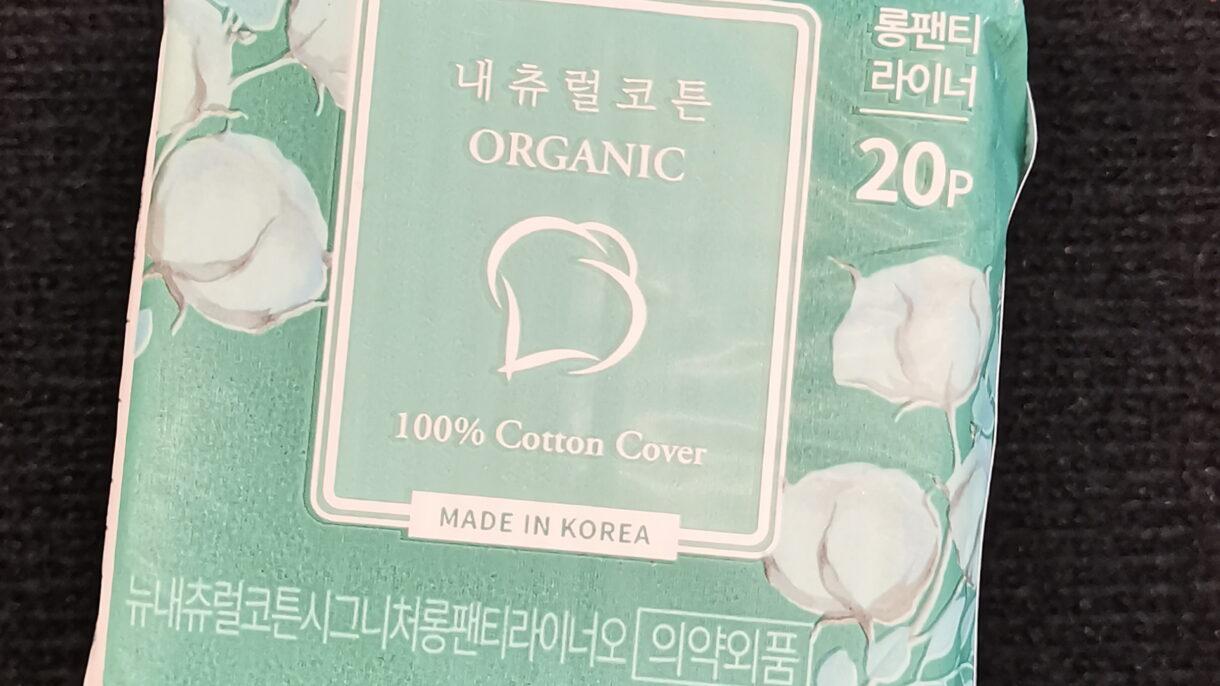 내츄럴코튼
ORGANIC
100% Cotton Cover
MADE IN KOREA
롱팬티
라이너
20P
뉴내츄럴코튼시그니처롱팬티라이너오
의약외품